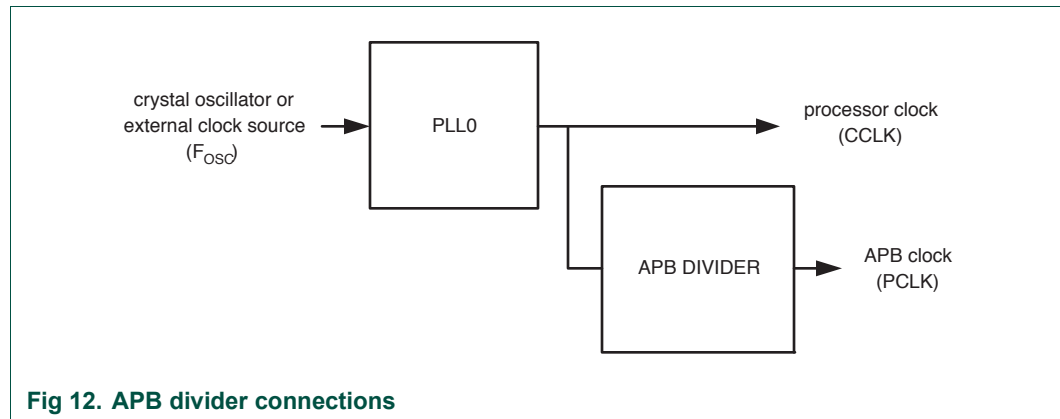 crystal oscillator or
external clock source
(FOSC)
PLL0
processor clock
(CCLK)
APB DIVIDER
APB clock
(PCLK)
Fig 12. APB divider connections